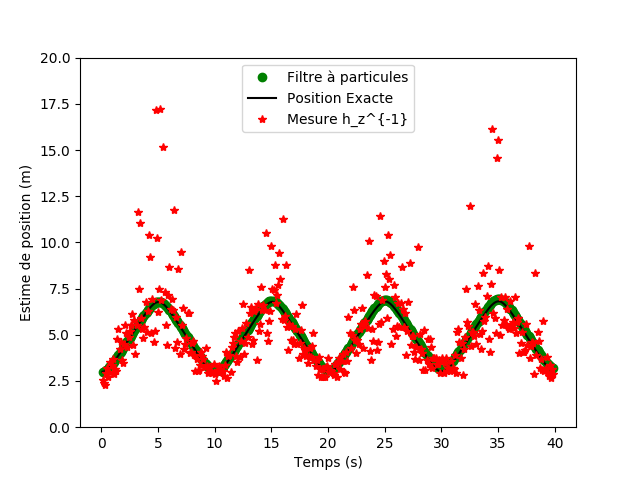 20.0
17.5
15.0
12.5
10.0
7.5
5.0
2.5
0.0
Estime de position (m)
Filtre à particules
Position Exacte
Mesure h_z^{-1}
0 5 10 15 20 25 30 35 40
Temps (s)